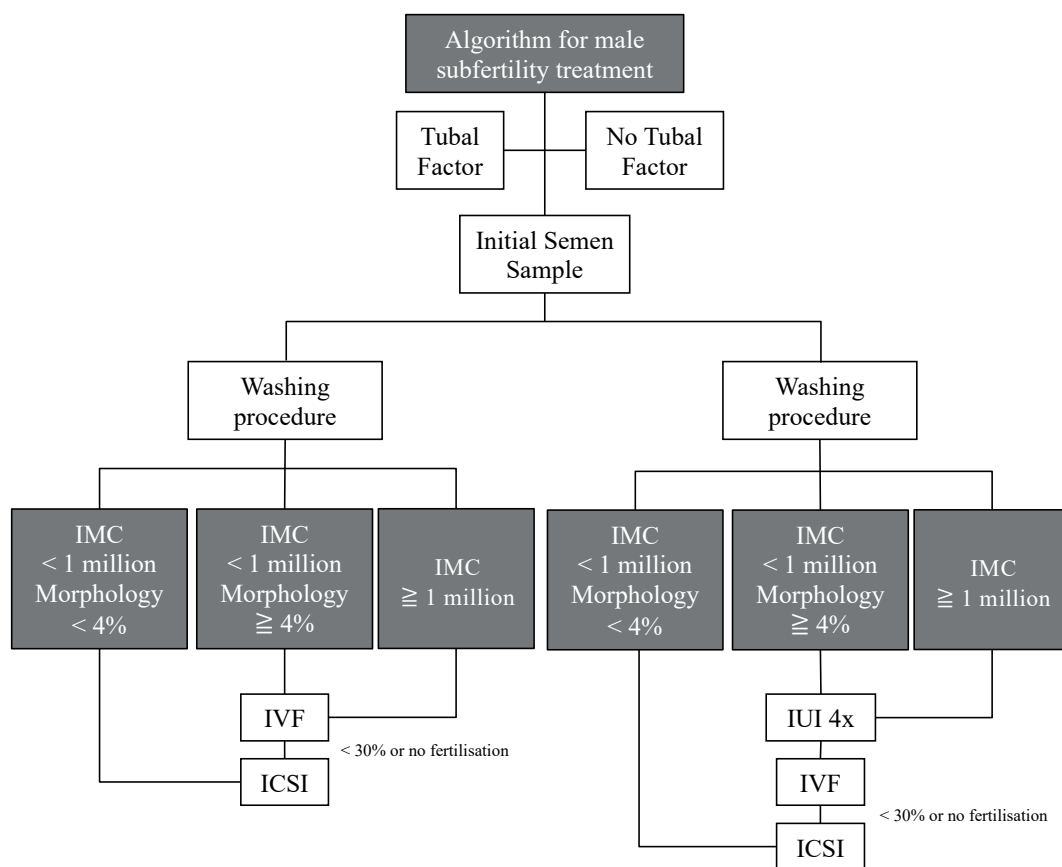 Algorithm for male
subfertility treatment
Tubal
Factor
No Tubal
Factor
Initial Semen
Sample
Washing
procedure
Washing
procedure
IMC
< 1 million
Morphology
< 4%
IMC
< 1 million
Morphology
≧ 4%
IMC
≧ 1 million
IMC
< 1 million
Morphology
< 4%
IMC
< 1 million
Morphology
≧ 4%
IMC
≧ 1 million
IVF
< 30% or no fertilisation
ICSI
IUI 4x
IVF
< 30% or no fertilisation
ICSI